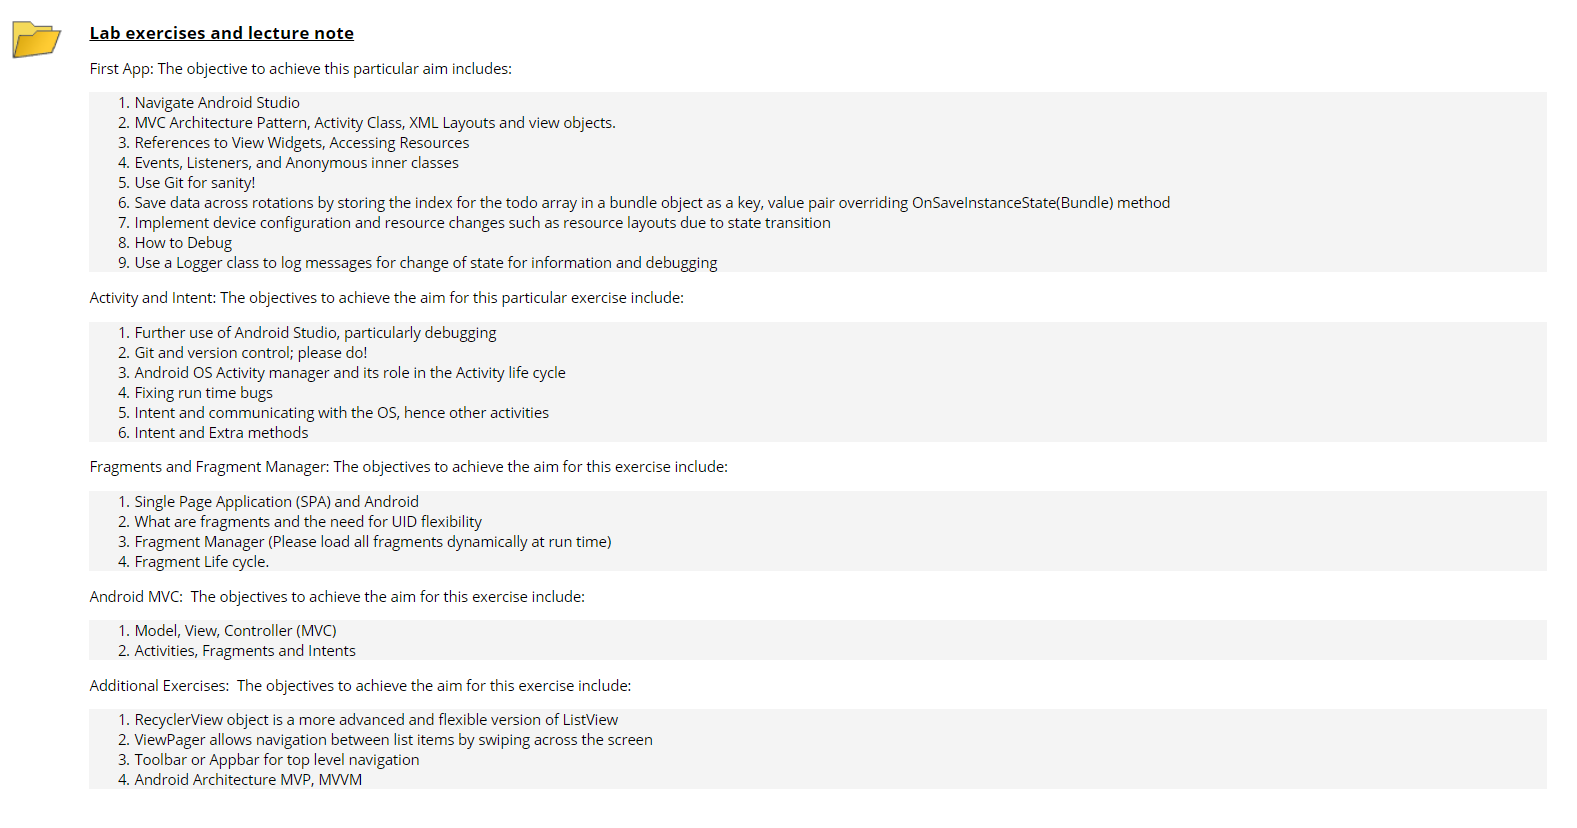 Lab exercises and lecture note
First App: The objective to achieve this particular aim includes:
1. Navigate Android Studio
2. MVC Architecture Pattern, Activity Class, XML Layouts and view objects.
3. References to View Widgets, Accessing Resources
4. Events, Listeners, and Anonymous inner classes
5. Use Git for sanity!
6. Save data across rotations by storing the index for the todo array in a bundle object as a key, value pair overriding OnSaveInstanceState(Bundle) method
7. Implement device configuration and resource changes such as resource layouts due to state transition
8. How to Debug
9. Use a Logger class to log messages for change of state for information and debugging
Activity and Intent: The objectives to achieve the aim for this particular exercise include:
1. Further use of Android Studio, particularly debugging
2. Git and version control; please do!
3. Android OS Activity manager and its role in the Activity life cycle
4. Fixing run time bugs
5. Intent and communicating with the OS, hence other activities
6. Intent and Extra methods
Fragments and Fragment Manager: The objectives to achieve the aim for this exercise include:
1. Single Page Application (SPA) and Android
2. What are fragments and the need for UID flexibility
3. Fragment Manager (Please load all fragments dynamically at run time)
4. Fragment Life cycle.
Android MVC:  The objectives to achieve the aim for this exercise include:
1. Model, View, Controller (MVC)
2. Activities, Fragments and Intents
Additional Exercises:  The objectives to achieve the aim for this exercise include:
1. RecyclerView object is a more advanced and flexible version of ListView
2. ViewPager allows navigation between list items by swiping across the screen
3. Toolbar or Appbar for top level navigation
4. Android Architecture MVP, MVVM